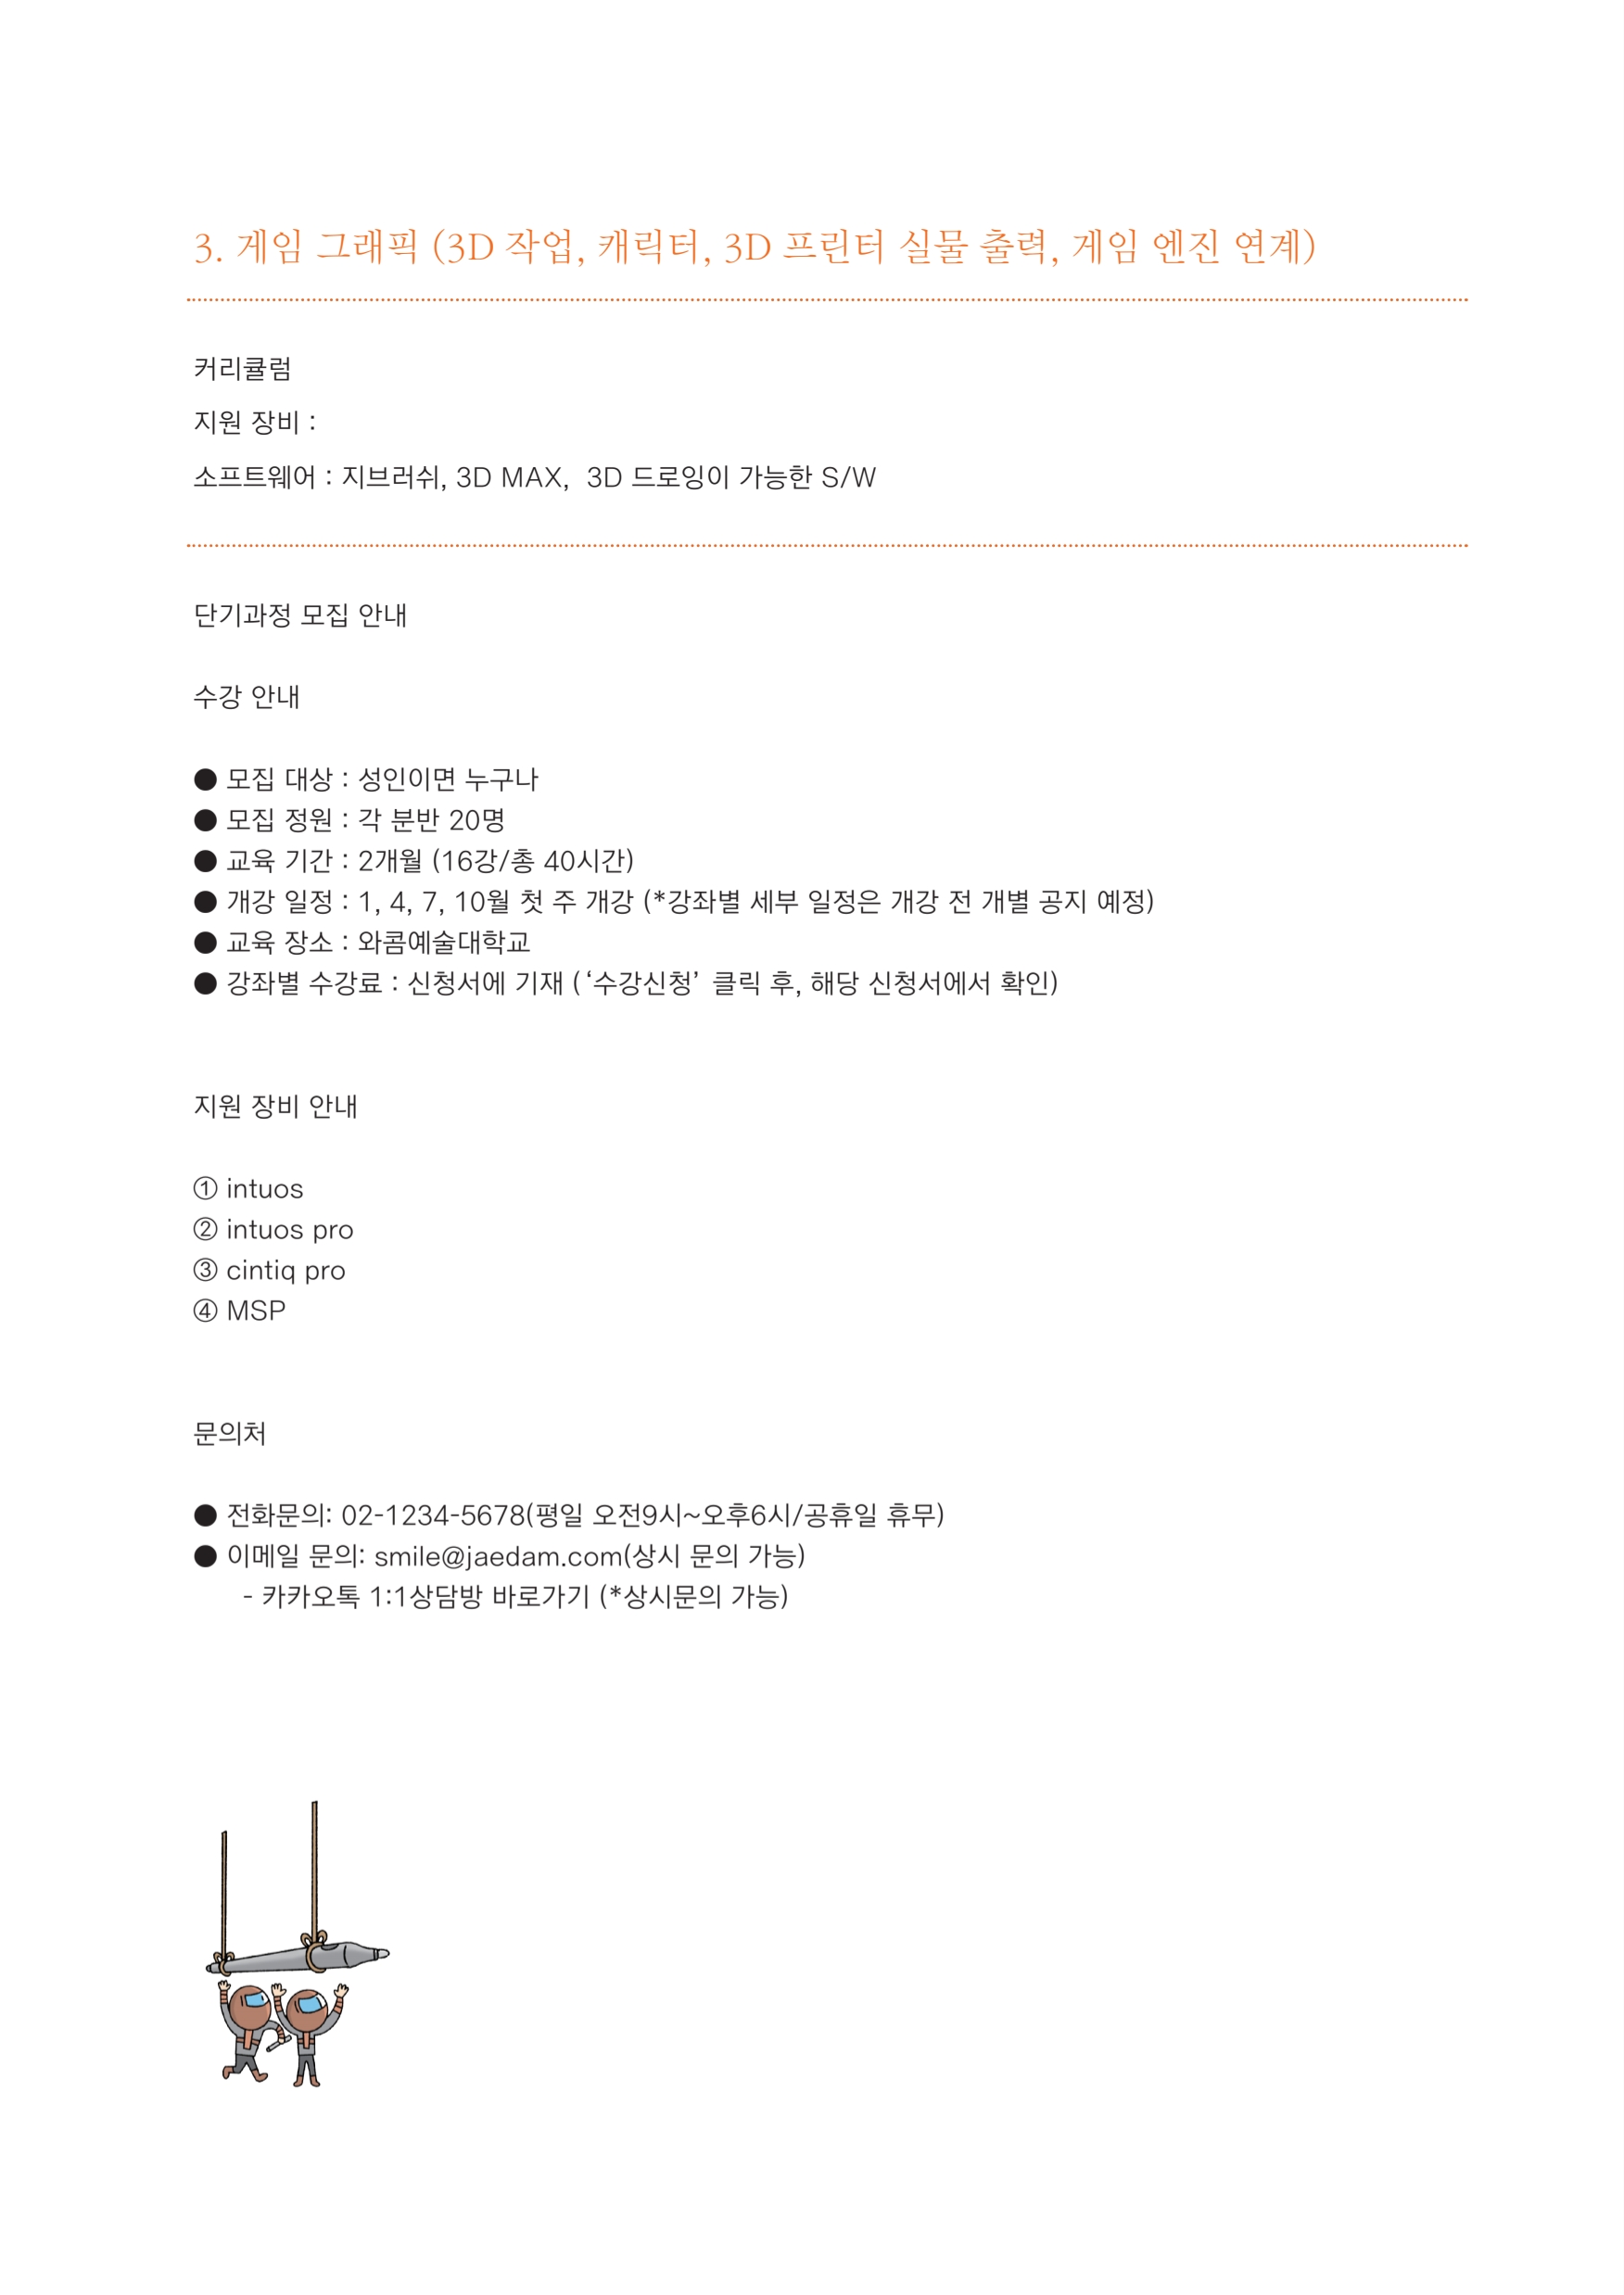 3. 게임 그래픽 (3D 작업, 캐릭터, 3D 프린터 실물 출력, 게임 엔진 연계)
커리큘럼
지원 장비 :
소프트웨어 : 지브러쉬, 3D MAX,  3D 드로잉이 가능한 S/W
단기과정 모집 안내
수강 안내
● 모집 대상 : 성인이면 누구나
● 모집 정원 : 각 분반 20명
● 교육 기간 : 2개월 (16강/총 40시간)
● 개강 일정 : 1, 4, 7, 10월 첫 주 개강 (*강좌별 세부 일정은 개강 전 개별 공지 예정)
● 교육 장소 : 와콤예술대학교
● 강좌별 수강료 : 신청서에 기재 ( ‘수강신청’ 클릭 후, 해당 신청서에서 확인)
지원 장비 안내
① intuos
② intuos pro
③ cintiq pro
④ MSP
문의처
● 전화문의: 02-1234-5678(평일 오전9시~오후6시/공휴일 휴무)
● 이메일 문의: smile@jaedam.com(상시 문의 가능)
- 카카오톡 1:1상담방 바로가기 (*상시문의 가능)